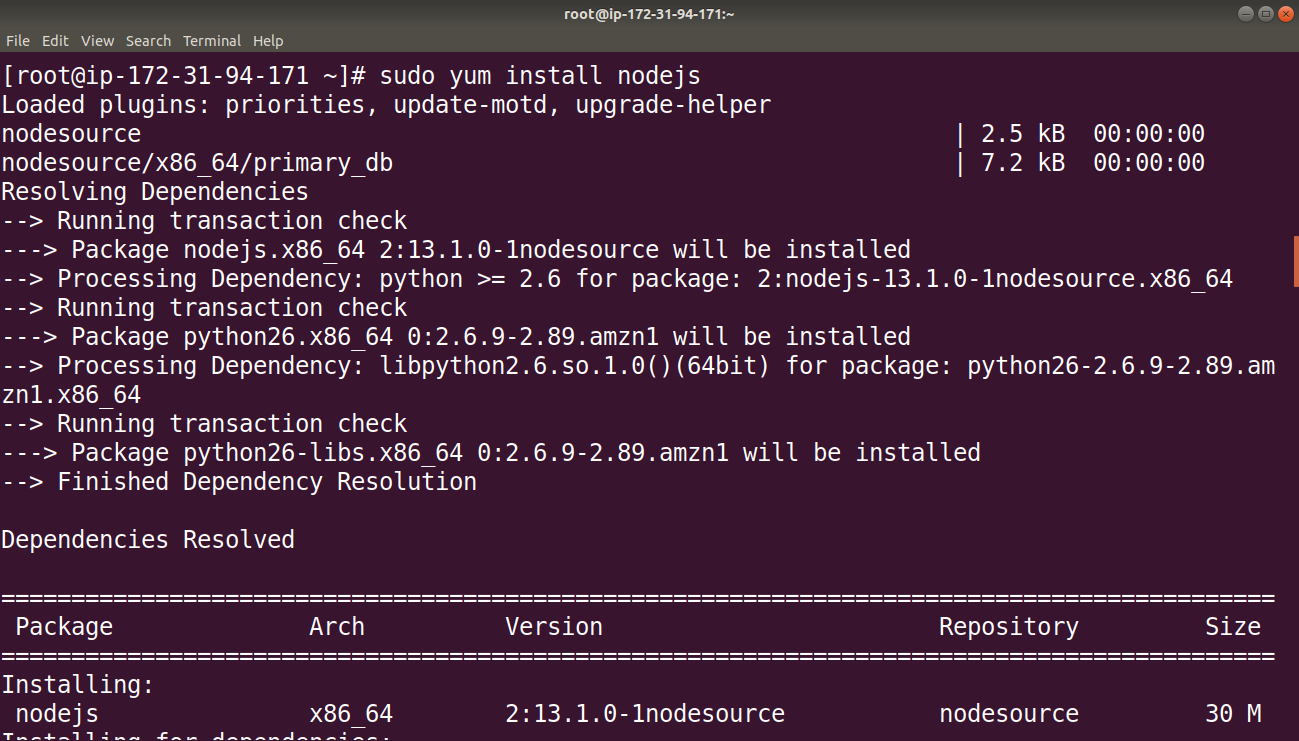 root@ip-172-31-94-171:~
File Edit View Search Terminal Help
[root@ip-172-31-94-171 ~]# sudo yum install nodejs
Loaded plugins: priorities, update-motd, upgrade-helper
nodesource | 2.5 kB 00:00:00
nodesource/x86_64/primary_db | 7.2 kB 00:00:00
Resolving Dependencies
--> Running transaction check
---> Package nodejs.x86_64 2:13.1.0-1nodesource will be installed
--> Processing Dependency: python >= 2.6 for package: 2:nodejs-13.1.0-1nodesource.x86_64
--> Running transaction check
---> Package python26.x86_64 0:2.6.9-2.89.amzn1 will be installed
--> Processing Dependency: libpython2.6.so.1.0()(64bit) for package: python26-2.6.9-2.89.am
zn1.x86_64
--> Running transaction check
---> Package python26-libs.x86_64 0:2.6.9-2.89.amzn1 will be installed
--> Finished Dependency Resolution
Dependencies Resolved
===========================================================================================
Package Arch Version Repository Size
===========================================================================================
Installing:
nodejs x86_64 2:13.1.0-1nodesource nodesource 30 M
Installing for dependencies: